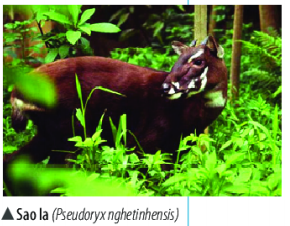 ▲ Sao la (Pseudoryx nghetinhensis)